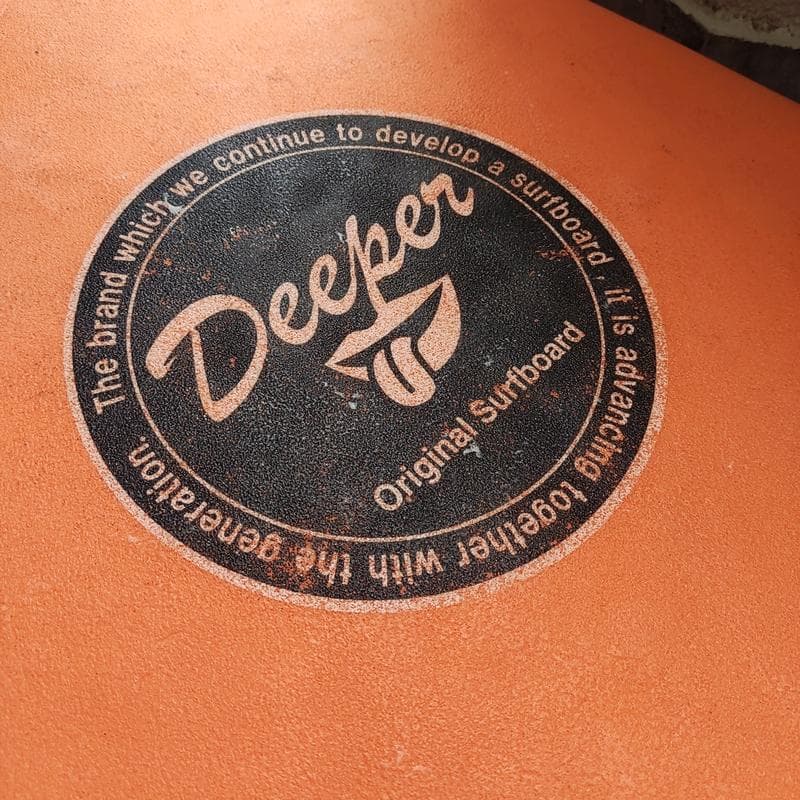 The brand which we continue to develop a surfboard, it is advancing together with the generation.
Deeper
Original Surfboard